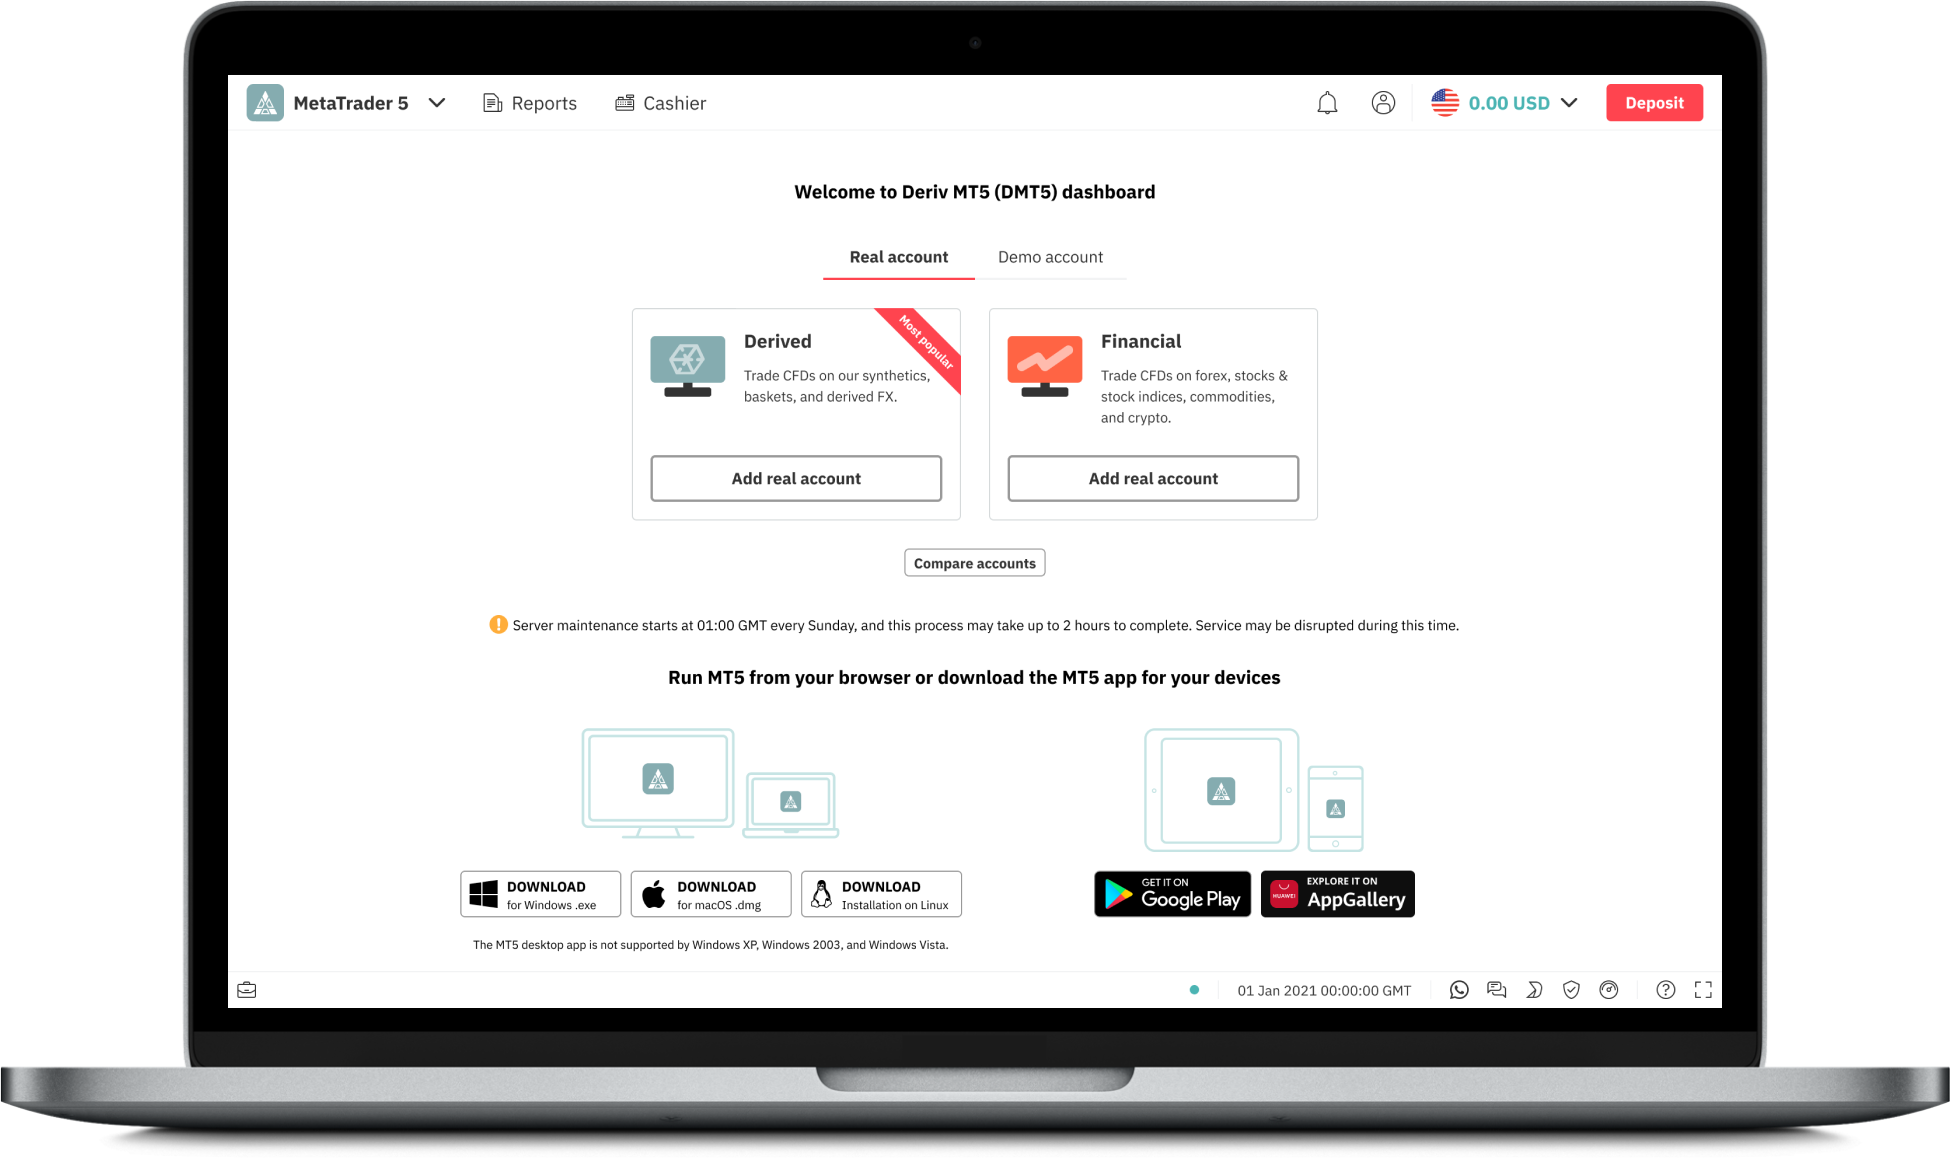 MetaTrader 5
Reports
Cashier
0.00 USD
Deposit
Welcome to Deriv MT5 (DMT5) dashboard
Real account
Demo account
Derived
Most popular
Trade CFDs on our synthetics,
baskets, and derived FX.
Add real account
Financial
Trade CFDs on forex, stocks &
stock indices, commodities,
and crypto.
Add real account
Compare accounts
Server maintenance starts at 01:00 GMT every Sunday, and this process may take up to 2 hours to complete. Service may be disrupted during this time.
Run MT5 from your browser or download the MT5 app for your devices
DOWNLOAD
for Windows .exe
DOWNLOAD
for macOS .dmg
DOWNLOAD
Installation on Linux
GET IT ON
Google Play
HUAWEI
EXPLORE IT ON
AppGallery
The MT5 desktop app is not supported by Windows XP, Windows 2003, and Windows Vista.
01 Jan 2021 00:00:00 GMT